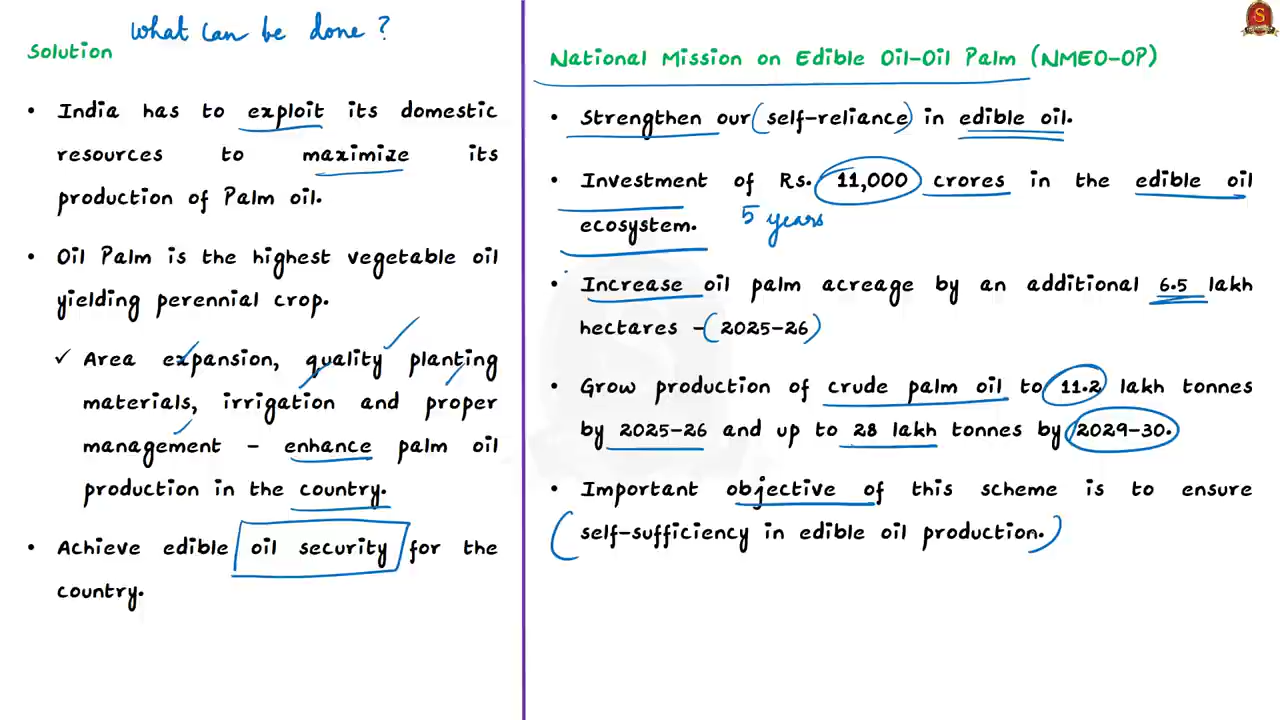 What can be done ?
Solution
• India has to exploit its domestic
resources to maximize its
production of Palm oil.
• Oil Palm is the highest vegetable oil
yielding perennial crop.
✓ Area expansion, quality planting
materials, irrigation and proper
management - enhance palm oil
production in the country.
• Achieve edible oil security for the
country.
National Mission on Edible Oil-Oil Palm (NMEO-OP)
• Strengthen our (self-reliance) in edible oil.
• Investment of Rs. 11,000 crores in the edible oil
ecosystem. 5 years
• Increase oil palm acreage by an additional 6.5 lakh
hectares - (2025-26)
• Grow production of crude palm oil to 11.2 lakh tonnes
by 2025-26 and up to 28 lakh tonnes by 2029-30.
• Important objective of this scheme is to ensure
(self-sufficiency in edible oil production.)
S